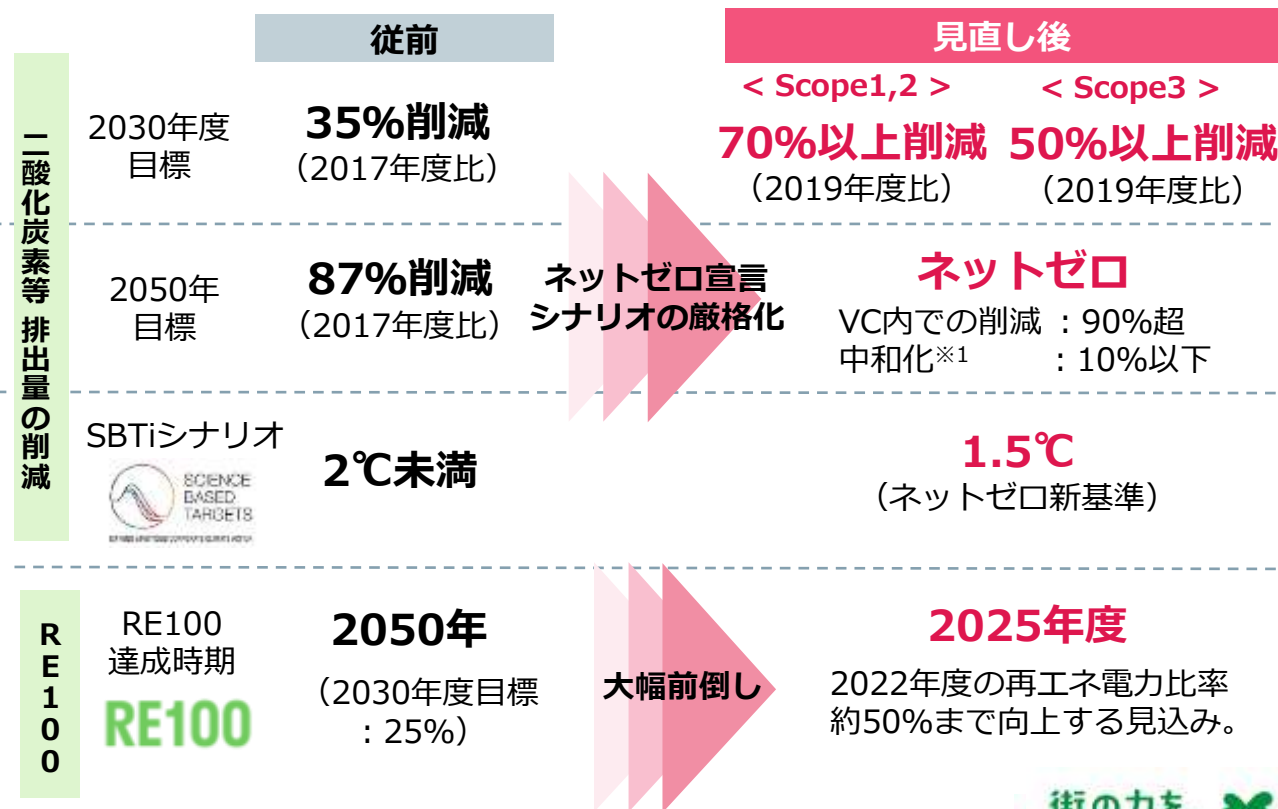 従前
見直し後
二酸化炭素等 排出量の削減
2030年度
目標
35%削減
（2017年度比）
< Scope1,2 >
70%以上削減
（2019年度比）
< Scope3 >
50%以上削減
（2019年度比）
2050年
目標
87%削減
（2017年度比）
ネットゼロ宣言
シナリオの厳格化
ネットゼロ
VC内での削減 ：90%超
中和化※1 ：10%以下
SBTiシナリオ
SCIENCE
BASED
TARGETS
2℃未満
1.5℃
（ネットゼロ新基準）
RE100
RE100
達成時期
RE100
2050年
（2030年度目標
：25%）
大幅前倒し
2025年度
2022年度の再エネ電力比率
約50%まで向上する見込み。
街の力を